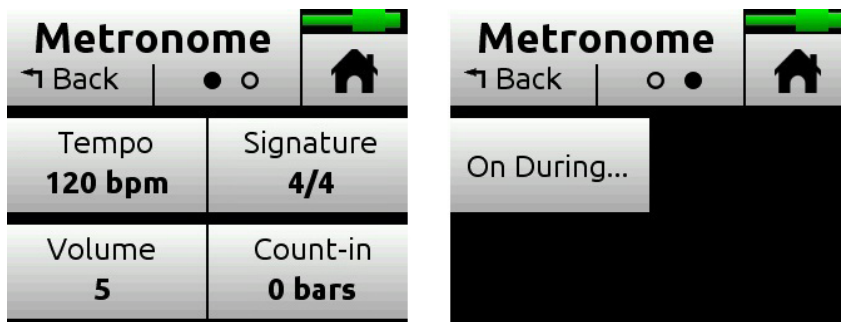 Metronome
Back
Tempo
120 bpm
Signature
4/4
Volume
5
Count-in
0 bars
Metronome
Back
On During...